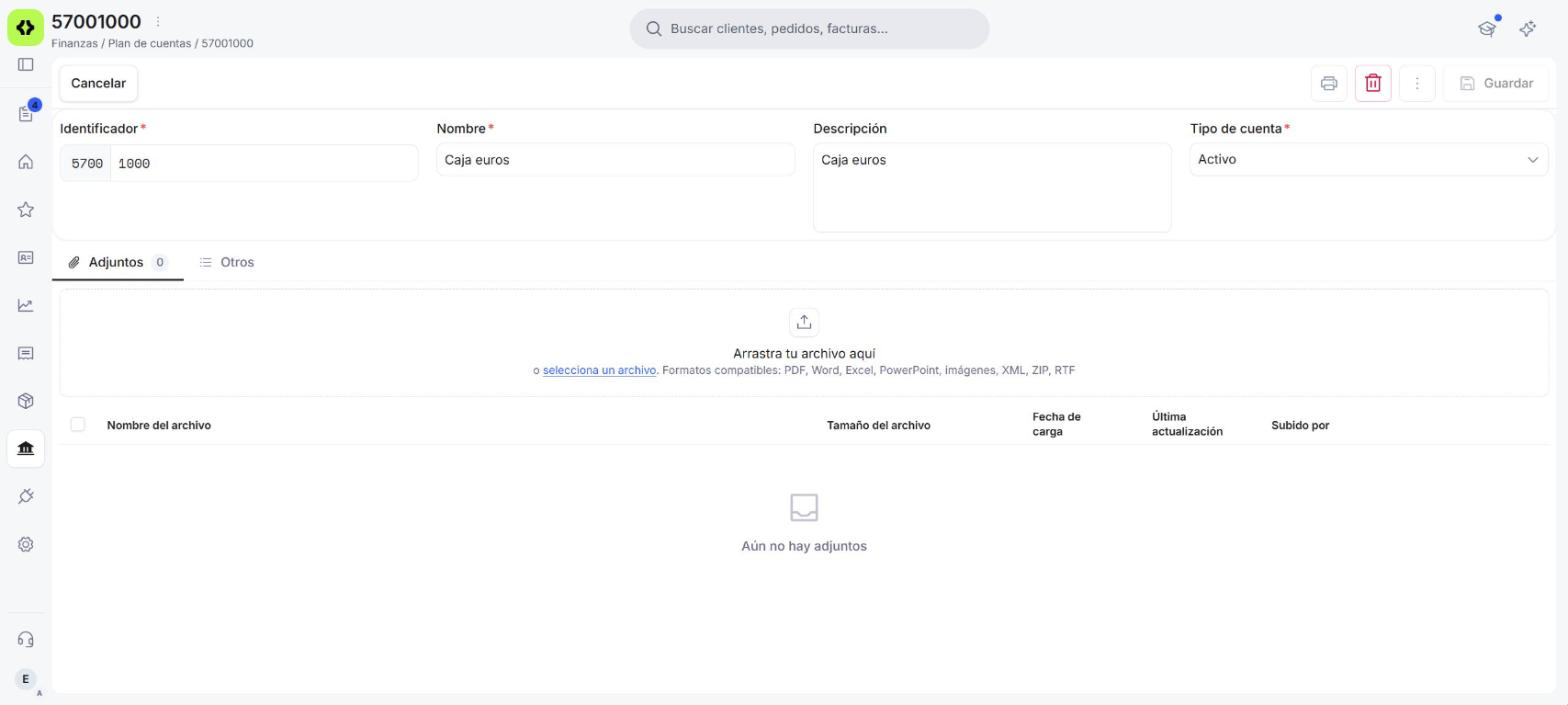 57001000
Finanzas / Plan de cuentas / 57001000
Buscar clientes, pedidos, facturas...
4
Cancelar
Guardar
Identificador*
Nombre*
Descripción
Tipo de cuenta*
5700 1000
Caja euros
Caja euros
Activo
Adjuntos 0
Otros
Arrastra tu archivo aquí
o selecciona un archivo. Formatos compatibles: PDF, Word, Excel, PowerPoint, imágenes, XML, ZIP, RTF
Nombre del archivo
Tamaño del archivo
Fecha de
carga
Última
actualización
Subido por
Aún no hay adjuntos
E
A